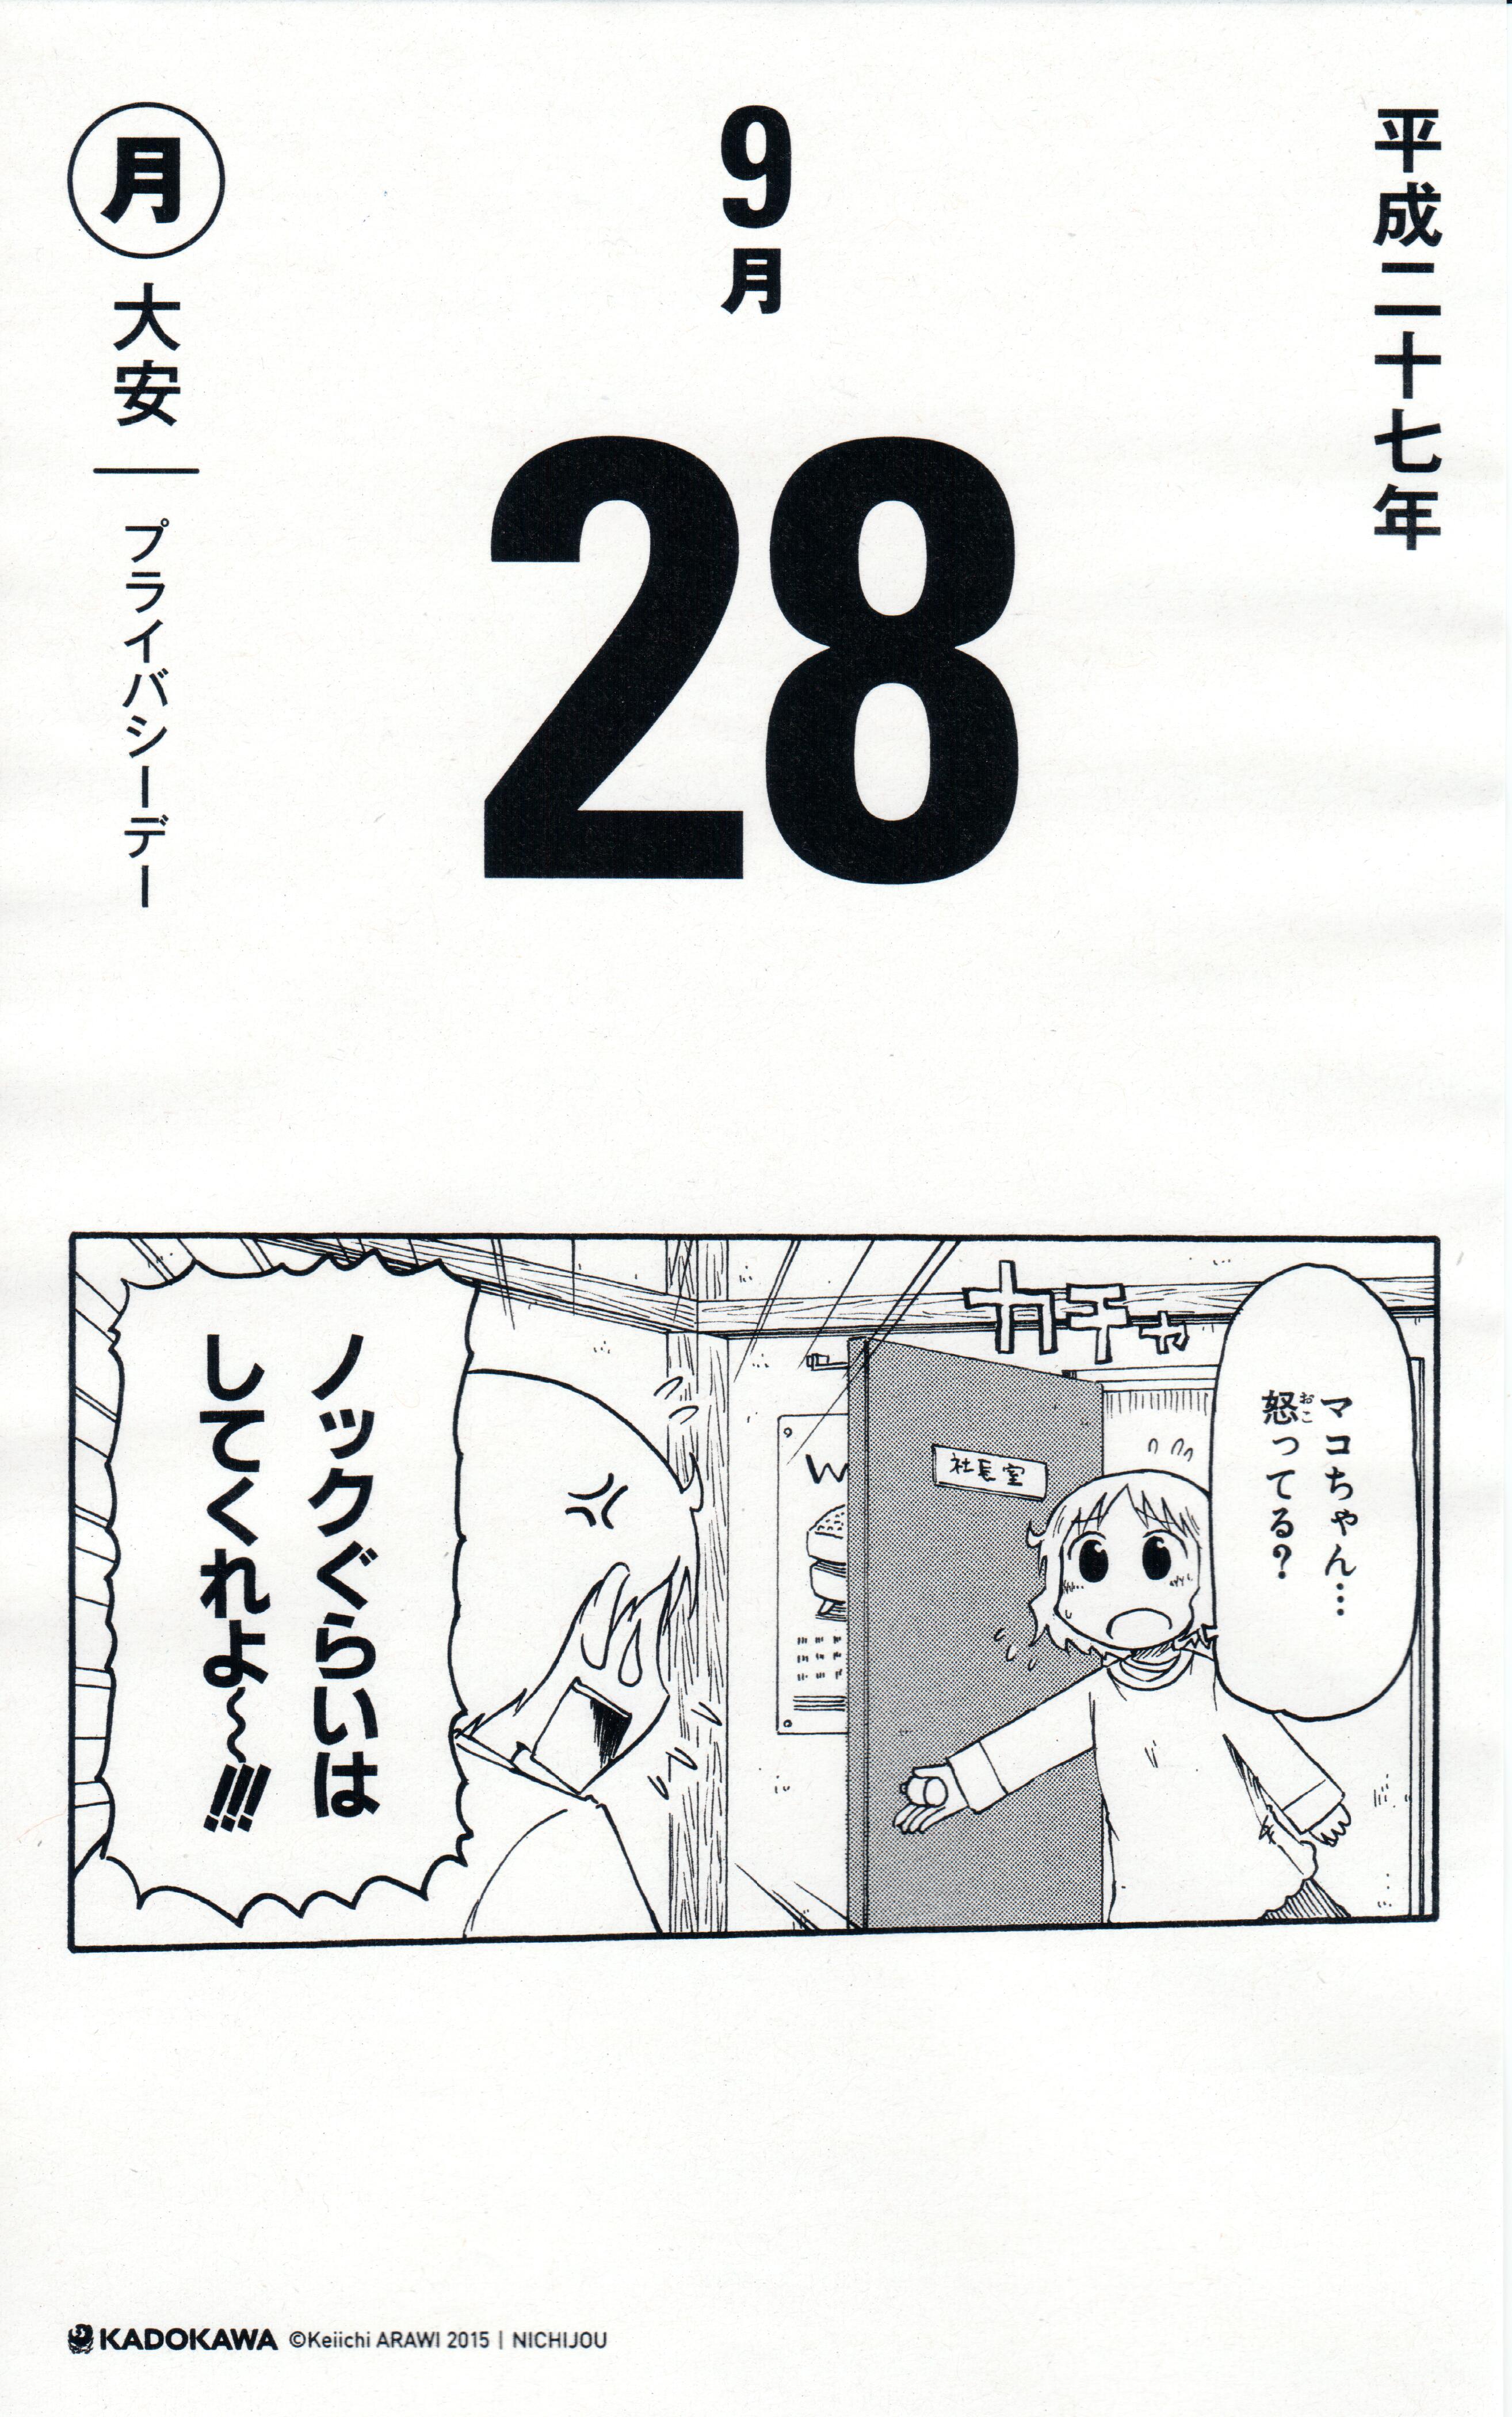 平成二十七年
9月
28
月
大安
プライバシーデー
カチャ
マコちゃん…
怒ってる?
おこ
社長室
W
ノックぐらいは
してくれよ〜!!!
KADOKAWA ©Keiichi ARAWI 2015 | NICHIJOU